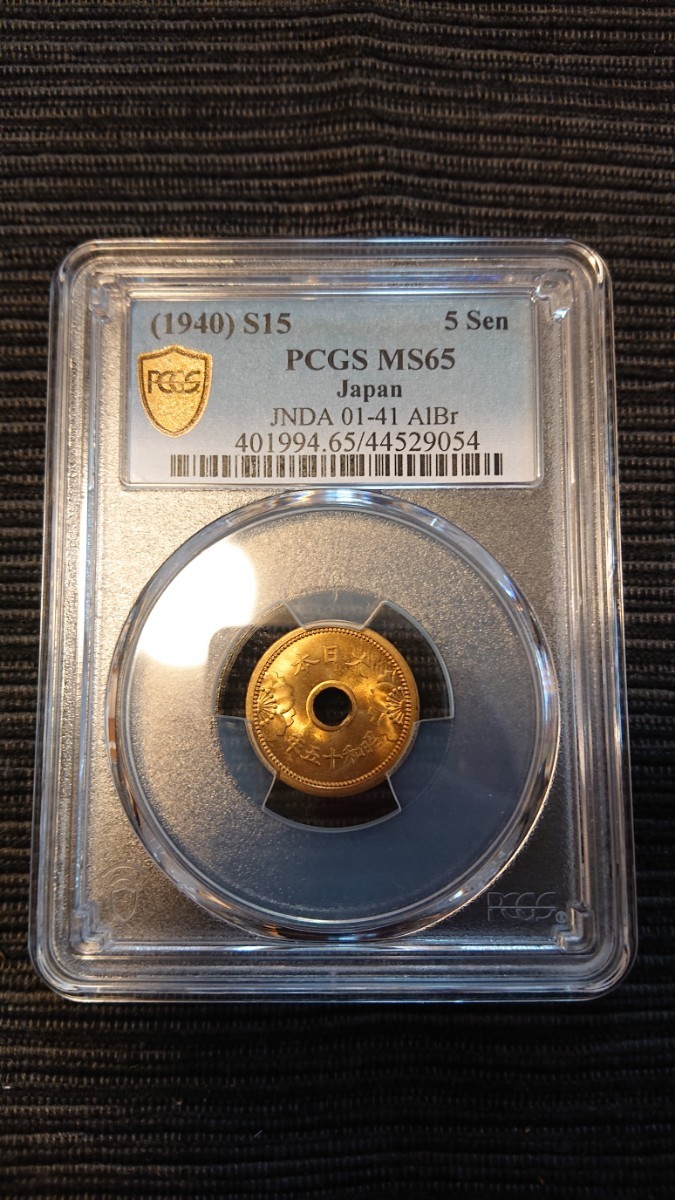 (1940) S15 5 Sen
PCGS MS65
PCGS
Japan
JNDA 01-41 AlBr
401994.65/44529054
大日本
昭和十五年
PCGS